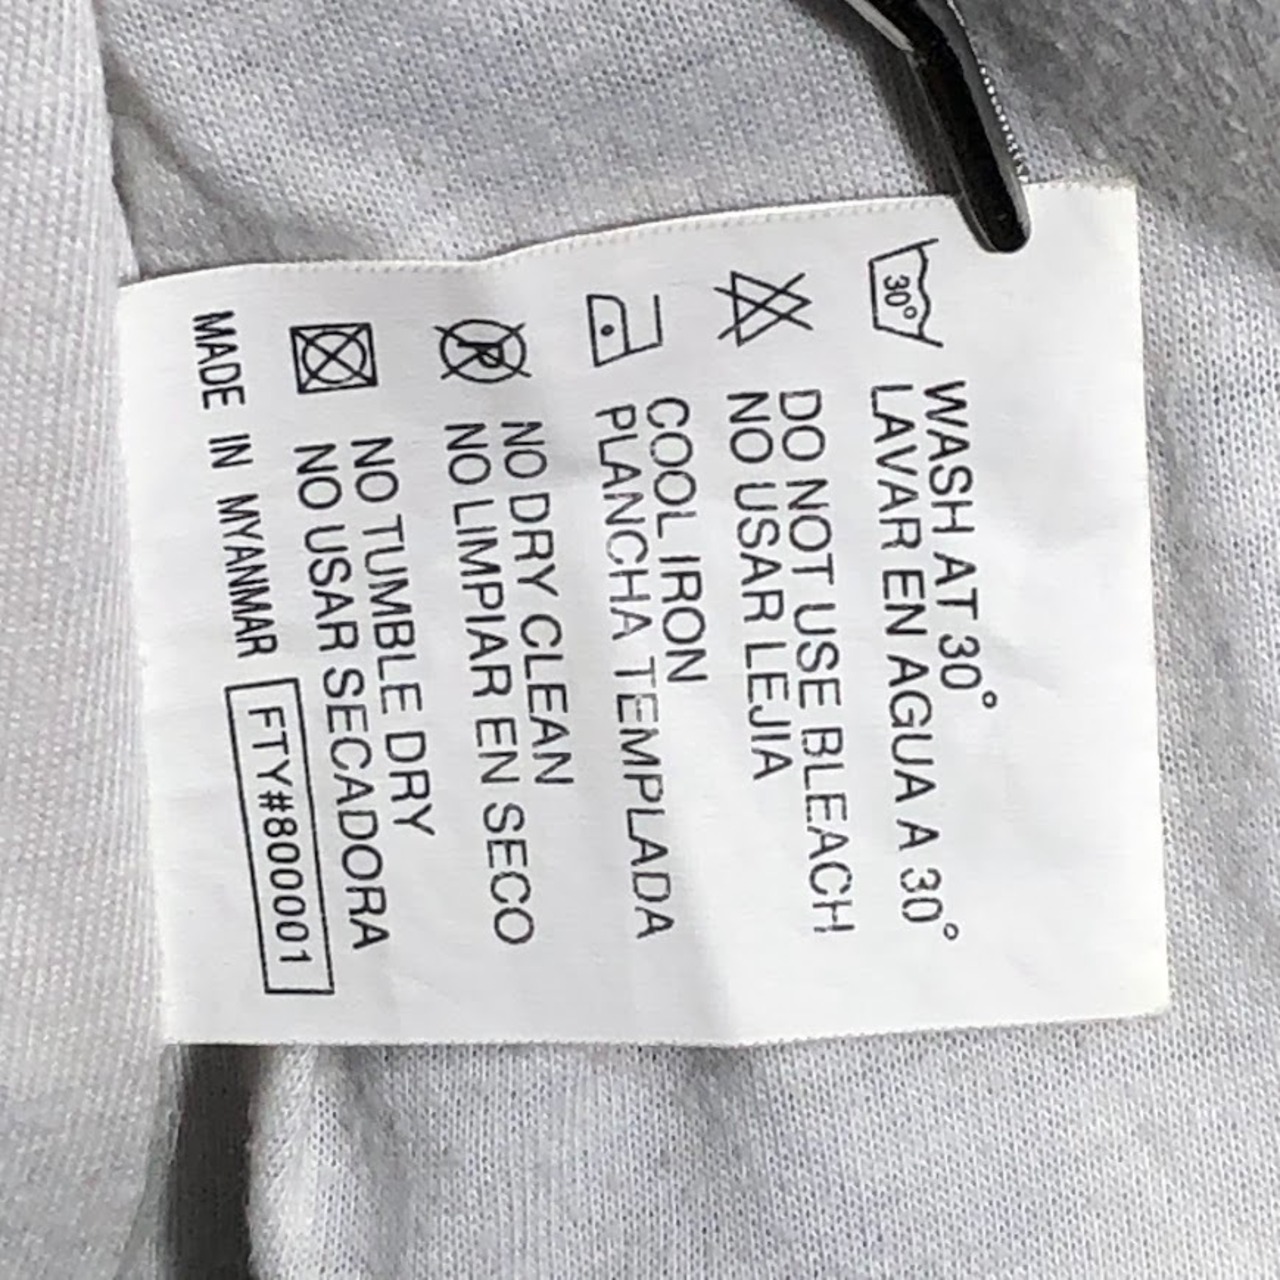 30°
WASH AT 30°
LAVAR EN AGUA A 30°
DO NOT USE BLEACH
NO USAR LEJIA
COOL IRON
PLANCHA TEMPLADA
P
NO DRY CLEAN
NO LIMPIAR EN SECO
NO TUMBLE DRY
NO USAR SECADORA
MADE IN MYANMAR FTY#800001